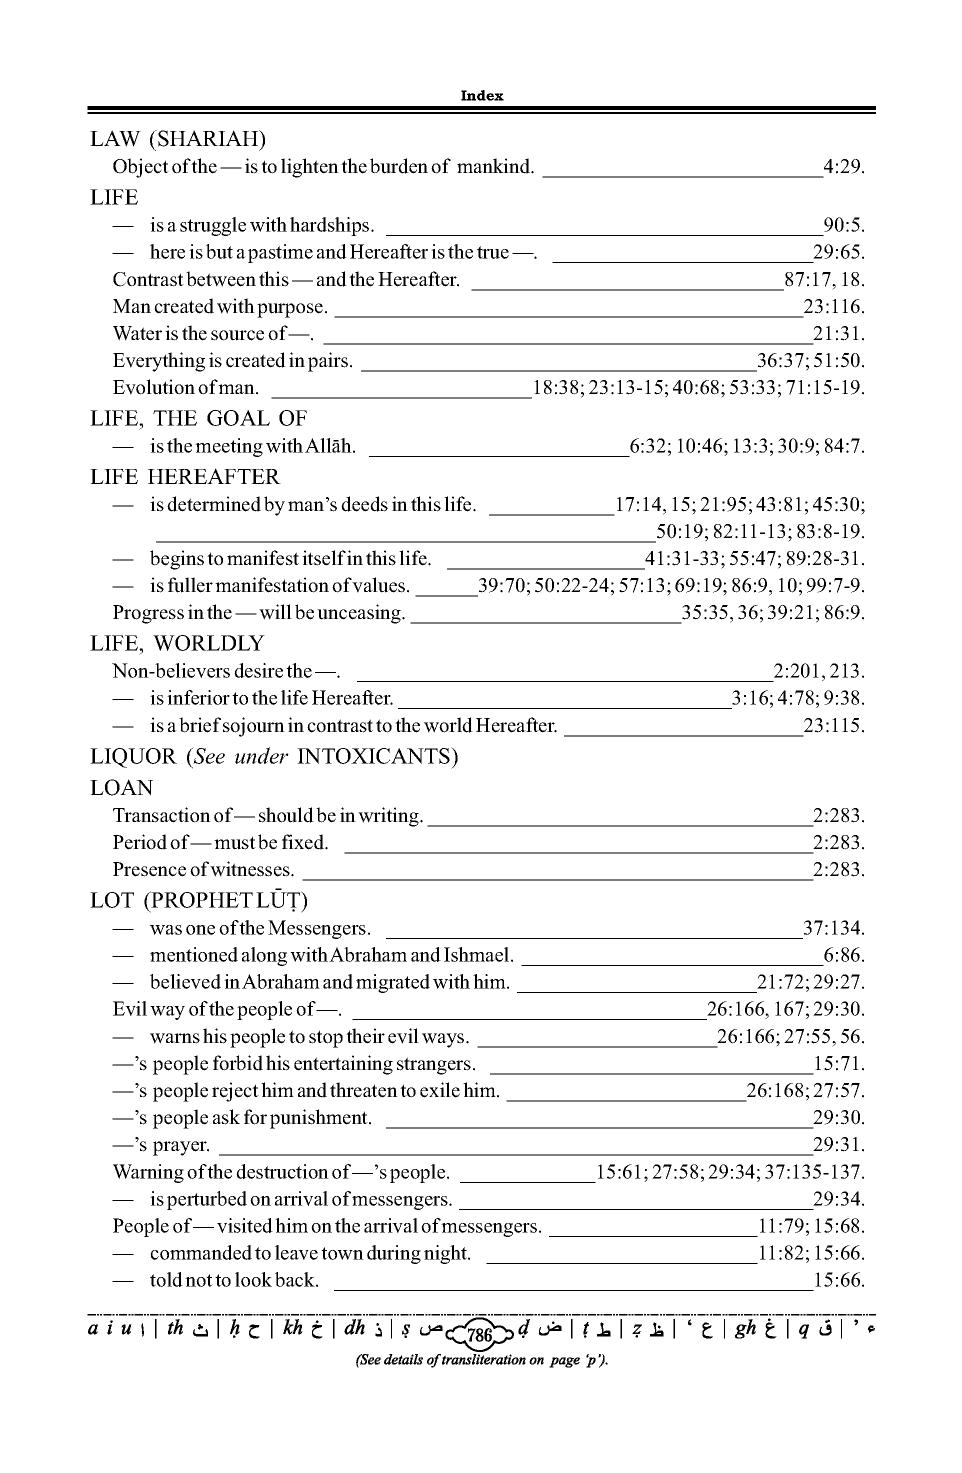 Index
LAW (SHARIAH)
Object of the — is to lighten the burden of mankind. 4:29.
LIFE
— is a struggle with hardships. 90:5.
— here is but a pastime and Hereafter is the true —. 29:65.
Contrast between this — and the Hereafter. 87:17, 18.
Man created with purpose. 23:116.
Water is the source of —. 21:31.
Everything is created in pairs. 36:37; 51:50.
Evolution of man. 18:38; 23:13-15; 40:68; 53:33; 71:15-19.
LIFE, THE GOAL OF
— is the meeting with Allāh. 6:32; 10:46; 13:3; 30:9; 84:7.
LIFE HEREAFTER
— is determined by man’s deeds in this life. 17:14, 15; 21:95; 43:81; 45:30;
50:19; 82:11-13; 83:8-19.
— begins to manifest itself in this life. 41:31-33; 55:47; 89:28-31.
— is fuller manifestation of values. 39:70; 50:22-24; 57:13; 69:19; 86:9, 10; 99:7-9.
Progress in the — will be unceasing. 35:35, 36; 39:21; 86:9.
LIFE, WORLDLY
Non-believers desire the —. 2:201, 213.
— is inferior to the life Hereafter. 3:16; 4:78; 9:38.
— is a brief sojourn in contrast to the world Hereafter. 23:115.
LIQUOR (See under INTOXICANTS)
LOAN
Transaction of — should be in writing. 2:283.
Period of — must be fixed. 2:283.
Presence of witnesses. 2:283.
LOT (PROPHET LŪṬ)
— was one of the Messengers. 37:134.
— mentioned along with Abraham and Ishmael. 6:86.
— believed in Abraham and migrated with him. 21:72; 29:27.
Evil way of the people of —. 26:166, 167; 29:30.
— warns his people to stop their evil ways. 26:166; 27:55, 56.
—’s people forbid his entertaining strangers. 15:71.
—’s people reject him and threaten to exile him. 26:168; 27:57.
—’s people ask for punishment. 29:30.
—’s prayer. 29:31.
Warning of the destruction of —’s people. 15:61; 27:58; 29:34; 37:135-137.
— is perturbed on arrival of messengers. 29:34.
People of — visited him on the arrival of messengers. 11:79; 15:68.
— commanded to leave town during night. 11:82; 15:66.
— told not to look back. 15:66.
a i u ا | th ث | ḥ ح | kh خ | dh ذ | ṣ ص 786 ḍ ض | ṭ ط | ẓ ظ | ‘ ع | gh غ | q ق | ’ ء
(See details of transliteration on page ‘p’).